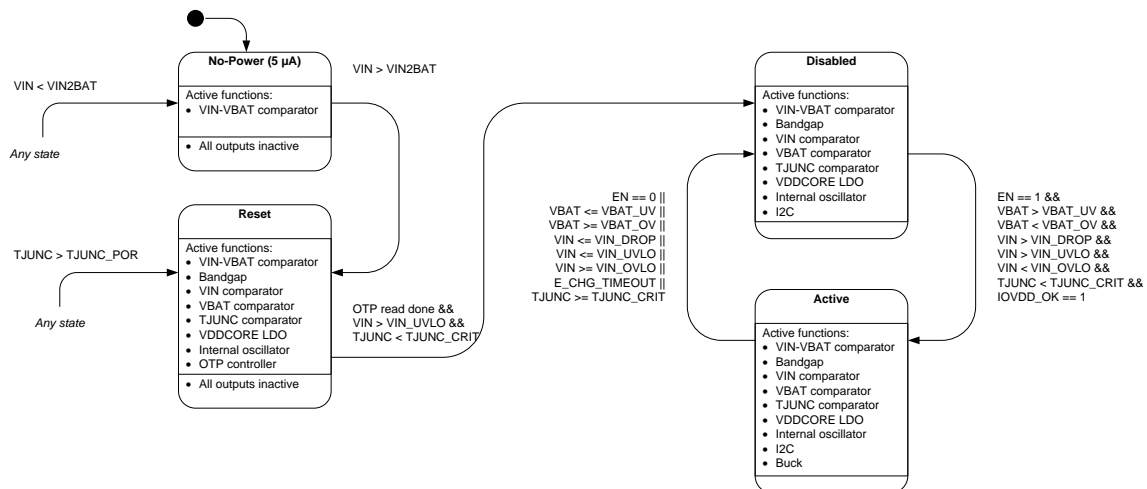 No-Power (5 µA)
Active functions:
• VIN-VBAT comparator
• All outputs inactive
VIN < VIN2BAT
Any state
VIN > VIN2BAT
Reset
Active functions:
• VIN-VBAT comparator
• Bandgap
• VIN comparator
• VBAT comparator
• TJUNC comparator
• VDDCORE LDO
• Internal oscillator
• OTP controller
• All outputs inactive
TJUNC > TJUNC_POR
Any state
OTP read done &&
VIN > VIN_UVLO &&
TJUNC < TJUNC_CRIT
Disabled
Active functions:
• VIN-VBAT comparator
• Bandgap
• VIN comparator
• VBAT comparator
• TJUNC comparator
• VDDCORE LDO
• Internal oscillator
• I2C
EN == 0 ||
VBAT <= VBAT_UV ||
VBAT >= VBAT_OV ||
VIN <= VIN_DROP ||
VIN <= VIN_UVLO ||
VIN >= VIN_OVLO ||
E_CHG_TIMEOUT ||
TJUNC >= TJUNC_CRIT
EN == 1 &&
VBAT > VBAT_UV &&
VBAT < VBAT_OV &&
VIN > VIN_DROP &&
VIN > VIN_UVLO &&
VIN < VIN_OVLO &&
TJUNC < TJUNC_CRIT &&
IOVDD_OK == 1
Active
Active functions:
• VIN-VBAT comparator
• Bandgap
• VIN comparator
• VBAT comparator
• TJUNC comparator
• VDDCORE LDO
• Internal oscillator
• I2C
• Buck